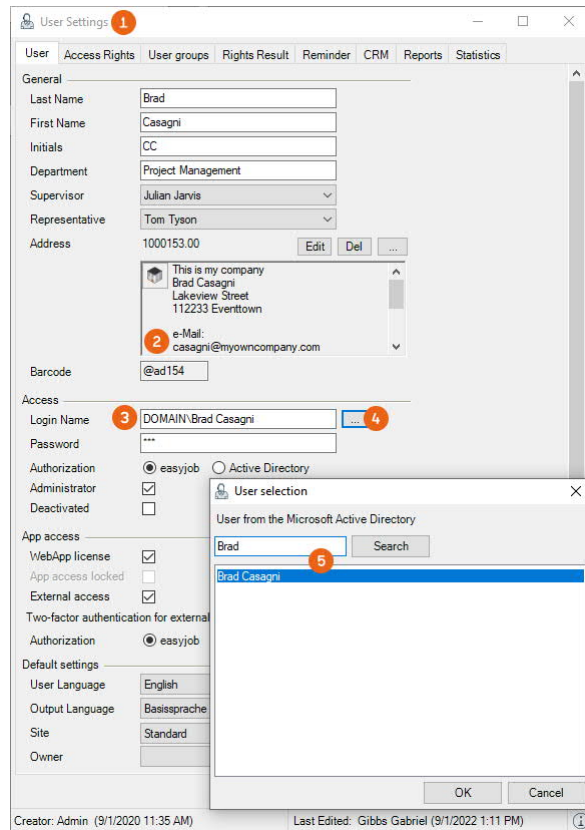 User Settings 1
User Access Rights User groups Rights Result Reminder CRM Reports Statistics
General
Last Name Brad
First Name Casagni
Initials CC
Department Project Management
Supervisor Julian Jarvis
Representative Tom Tyson
Address 1000153.00 Edit Del ...
This is my company
Brad Casagni
Lakeview Street
112233 Eventtown
e-Mail:
2 casagni@myowncompany.com
Barcode @ad154
Access
Login Name 3 DOMAIN\Brad Casagni ... 4
Password ***
Authorization easyjob Active Directory
Administrator
Deactivated
App access
WebApp license
App access locked
External access
Two-factor authentication for external
Authorization easyjob
Default settings
User Language English
Output Language Basissprache
Site Standard
Owner
User selection
User from the Microsoft Active Directory
Brad Search
5
Brad Casagni
OK Cancel
Creator: Admin (9/1/2020 11:35 AM) Last Edited: Gibbs Gabriel (9/1/2022 1:11 PM)